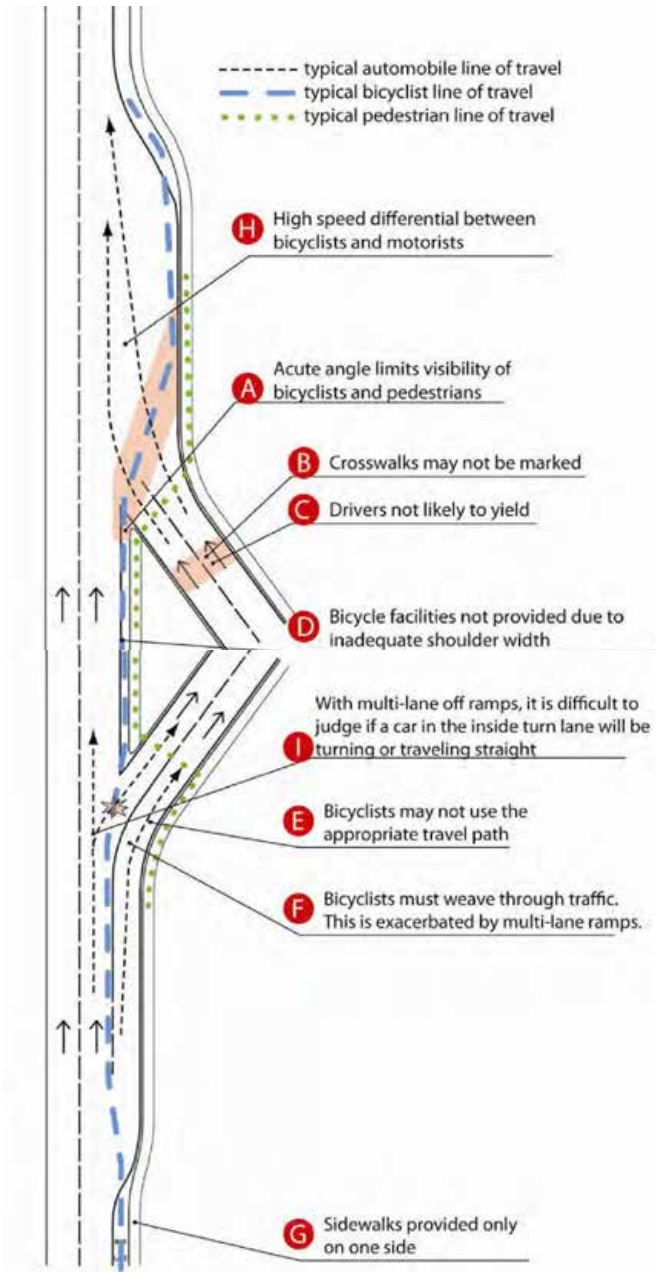 typical automobile line of travel
typical bicyclist line of travel
typical pedestrian line of travel
H High speed differential between
bicyclists and motorists
A Acute angle limits visibility of
bicyclists and pedestrians
B Crosswalks may not be marked
C Drivers not likely to yield
D Bicycle facilities not provided due to
inadequate shoulder width
With multi-lane off ramps, it is difficult to
judge if a car in the inside turn lane will be
I turning or traveling straight
E Bicyclists may not use the
appropriate travel path
F Bicyclists must weave through traffic.
This is exacerbated by multi-lane ramps.
G Sidewalks provided only
on one side